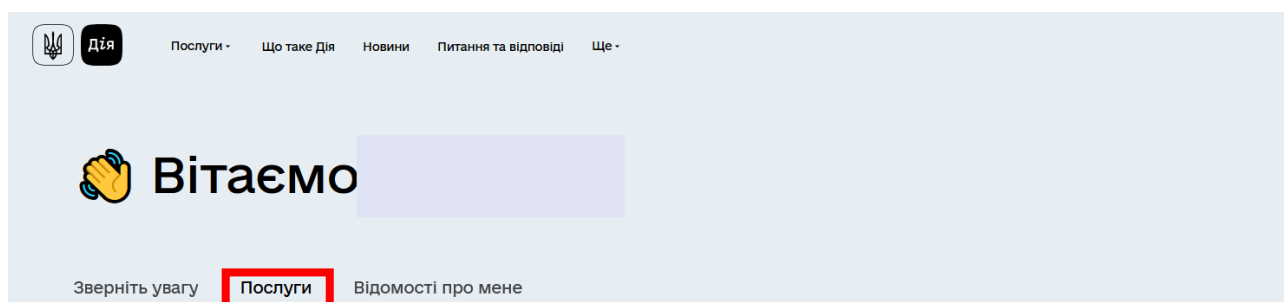 Дія Послуги Що таке Дія Новини Питання та відповіді Ще
Вітаємо
Зверніть увагу Послуги Відомості про мене